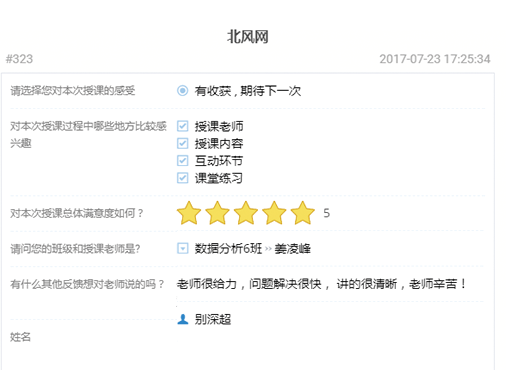 北风网
#323 2017-07-23 17:25:34
请选择您对本次授课的感受 有收获，期待下一次
对本次授课过程中哪些地方比较感兴趣
授课老师
授课内容
互动环节
课堂练习
对本次授课总体满意度如何？ 5
请问您的班级和授课老师是? 数据分析6班 ›› 姜凌峰
有什么其他反馈想对老师说的吗？ 老师很给力，问题解决很快， 讲的很清晰，老师辛苦！
姓名 别深超